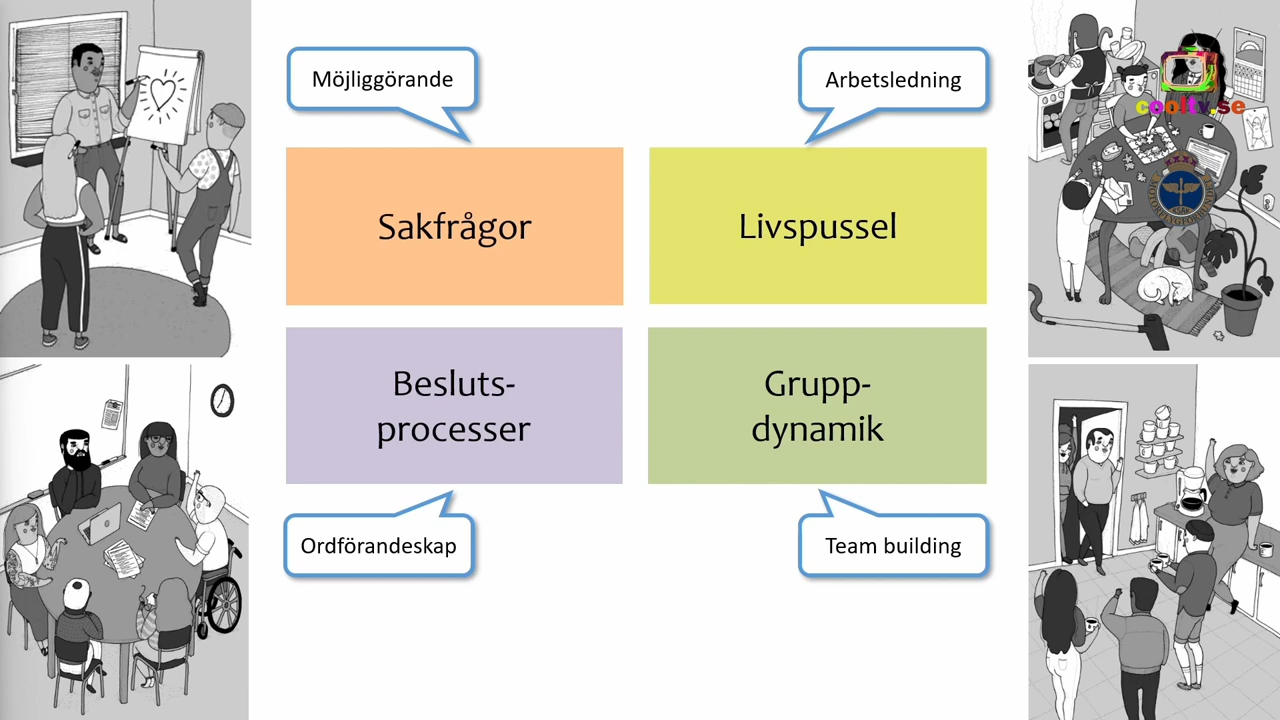 Möjliggörande
Arbetsledning
cooltv.se
Sakfrågor
Livspussel
Besluts-
processer
Grupp-
dynamik
Ordförandeskap
Team building